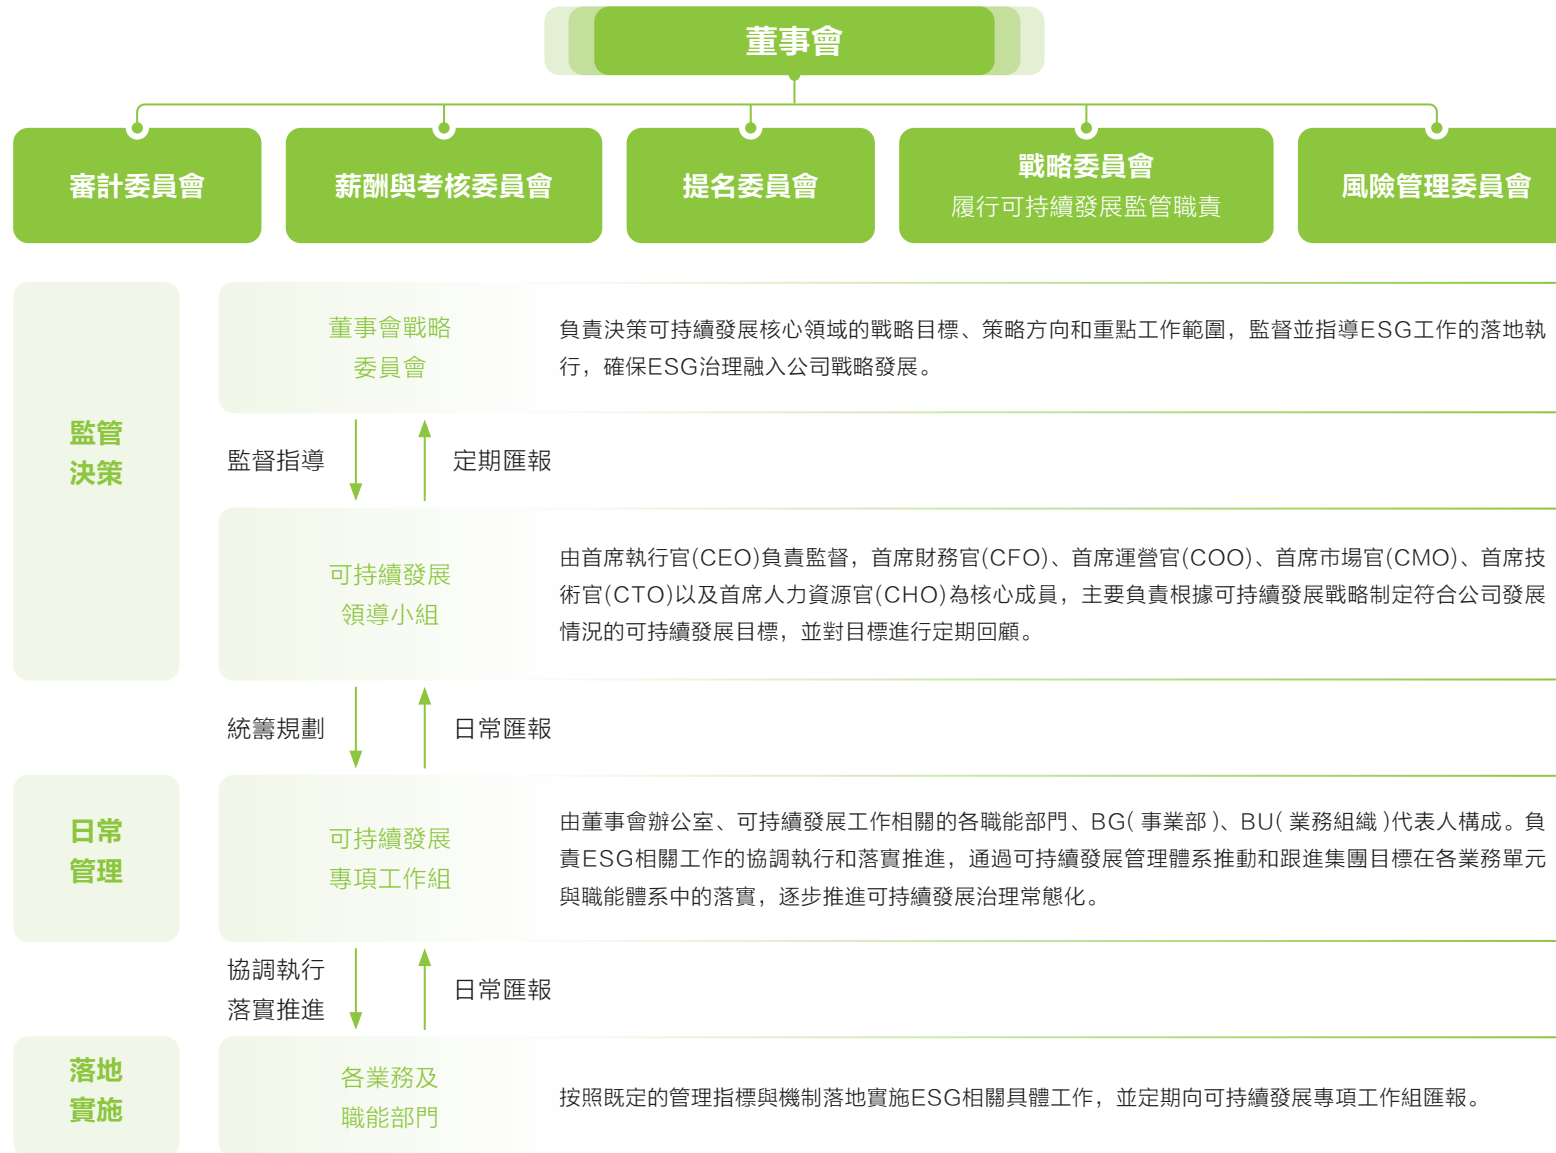 董事會
審計委員會
薪酬與考核委員會
提名委員會
戰略委員會
履行可持續發展監管職責
風險管理委員會
監管
決策
董事會戰略
委員會
負責決策可持續發展核心領域的戰略目標、策略方向和重點工作範圍，監督並指導ESG工作的落地執
行，確保ESG治理融入公司戰略發展。
監督指導
定期匯報
可持續發展
領導小組
由首席執行官(CEO)負責監督，首席財務官(CFO)、首席運營官(COO)、首席市場官(CMO)、首席技
術官(CTO)以及首席人力資源官(CHO)為核心成員，主要負責根據可持續發展戰略制定符合公司發展
情況的可持續發展目標，並對目標進行定期回顧。
統籌規劃
日常匯報
日常
管理
可持續發展
專項工作組
由董事會辦公室、可持續發展工作相關的各職能部門、BG( 事業部 )、BU( 業務組織 )代表人構成。負
責ESG相關工作的協調執行和落實推進，通過可持續發展管理體系推動和跟進集團目標在各業務單元
與職能體系中的落實，逐步推進可持續發展治理常態化。
協調執行
落實推進
日常匯報
落地
實施
各業務及
職能部門
按照既定的管理指標與機制落地實施ESG相關具體工作，並定期向可持續發展專項工作組匯報。